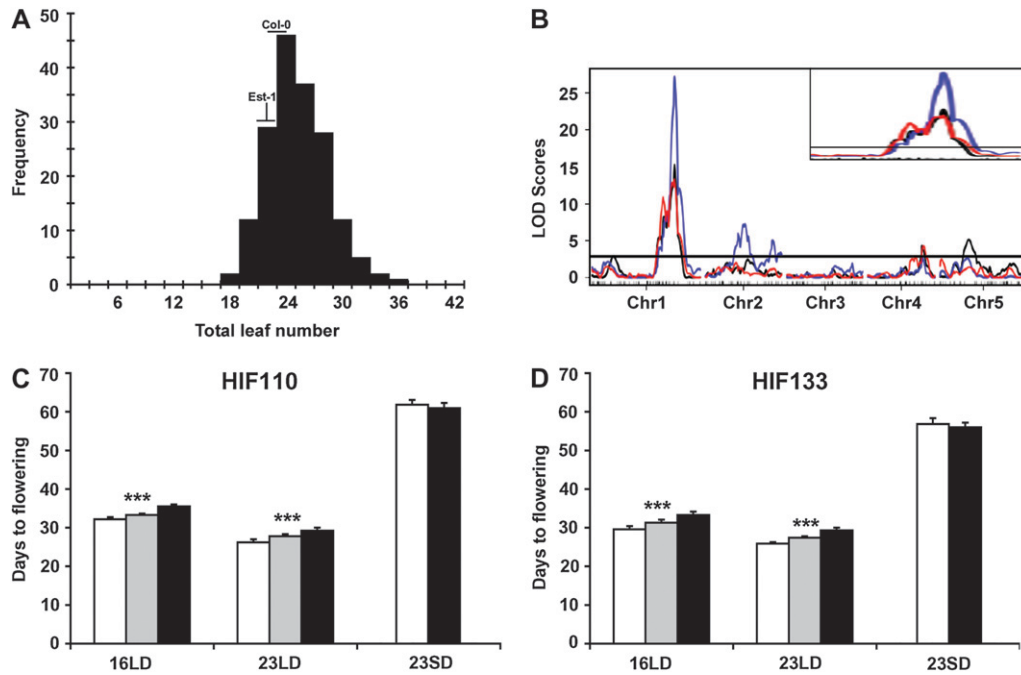 A
Frequency
50
40
30
20
10
0
Col-0
Est-1
6 12 18 24 30 36 42
Total leaf number
B
LOD Scores
25
20
15
10
5
0
Chr1 Chr2 Chr3 Chr4 Chr5
C
HIF110
Days to flowering
70
60
50
40
30
20
10
0
***
***
16LD 23LD 23SD
D
HIF133
Days to flowering
70
60
50
40
30
20
10
0
***
***
16LD 23LD 23SD